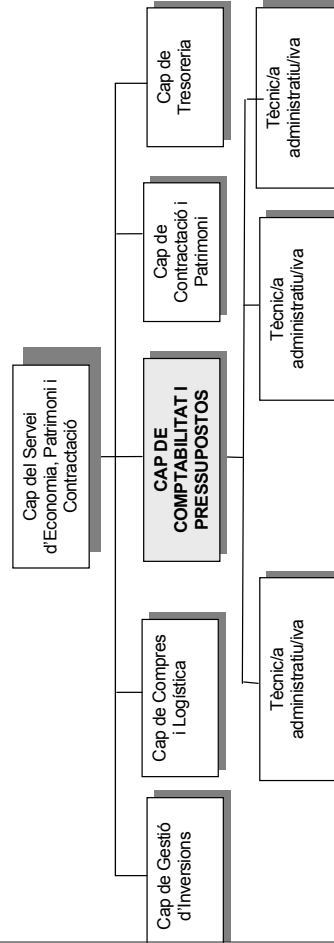 Cap del Servei
d'Economia, Patrimoni i
Contractació
Cap de Gestió
d'Inversions
Cap de Compres
i Logística
CAP DE
COMPTABILITAT I
PRESSUPOSTOS
Cap de
Contractació i
Patrimoni
Cap de
Tresoreria
Tècnic/a
administratiu/iva
Tècnic/a
administratiu/iva
Tècnic/a
administratiu/iva